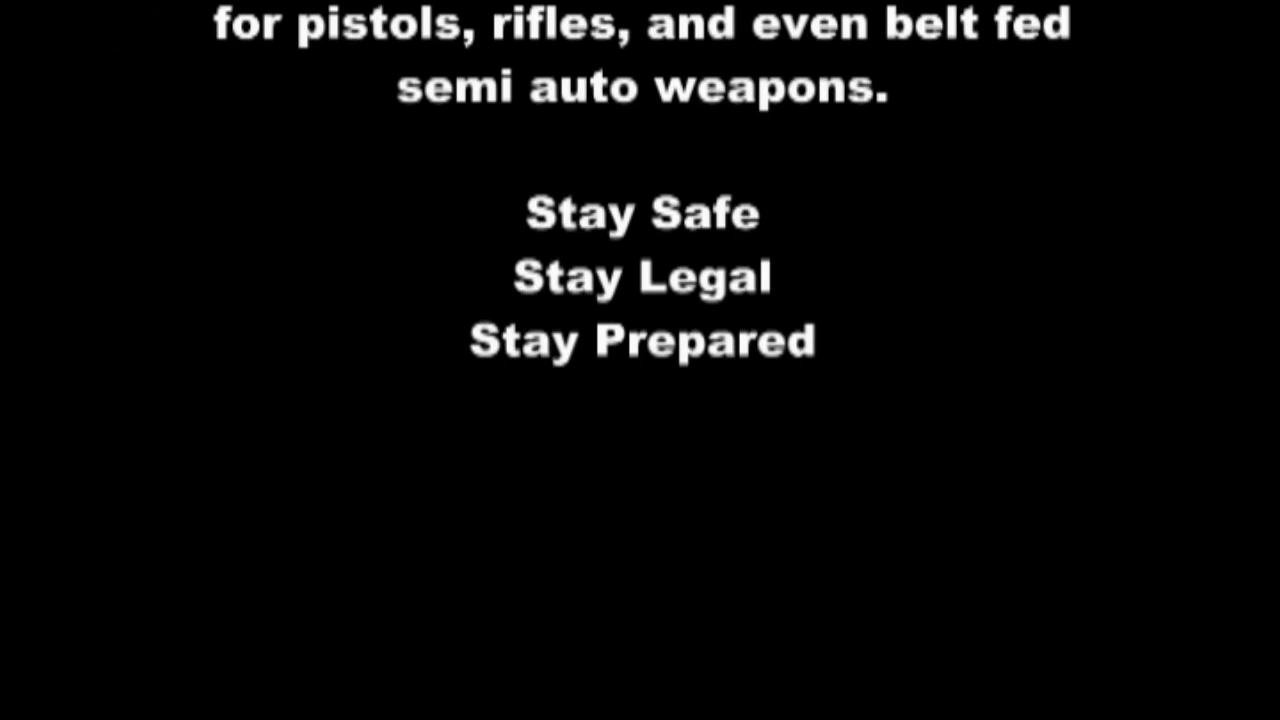 for pistols, rifles, and even belt fed
semi auto weapons.
Stay Safe
Stay Legal
Stay Prepared